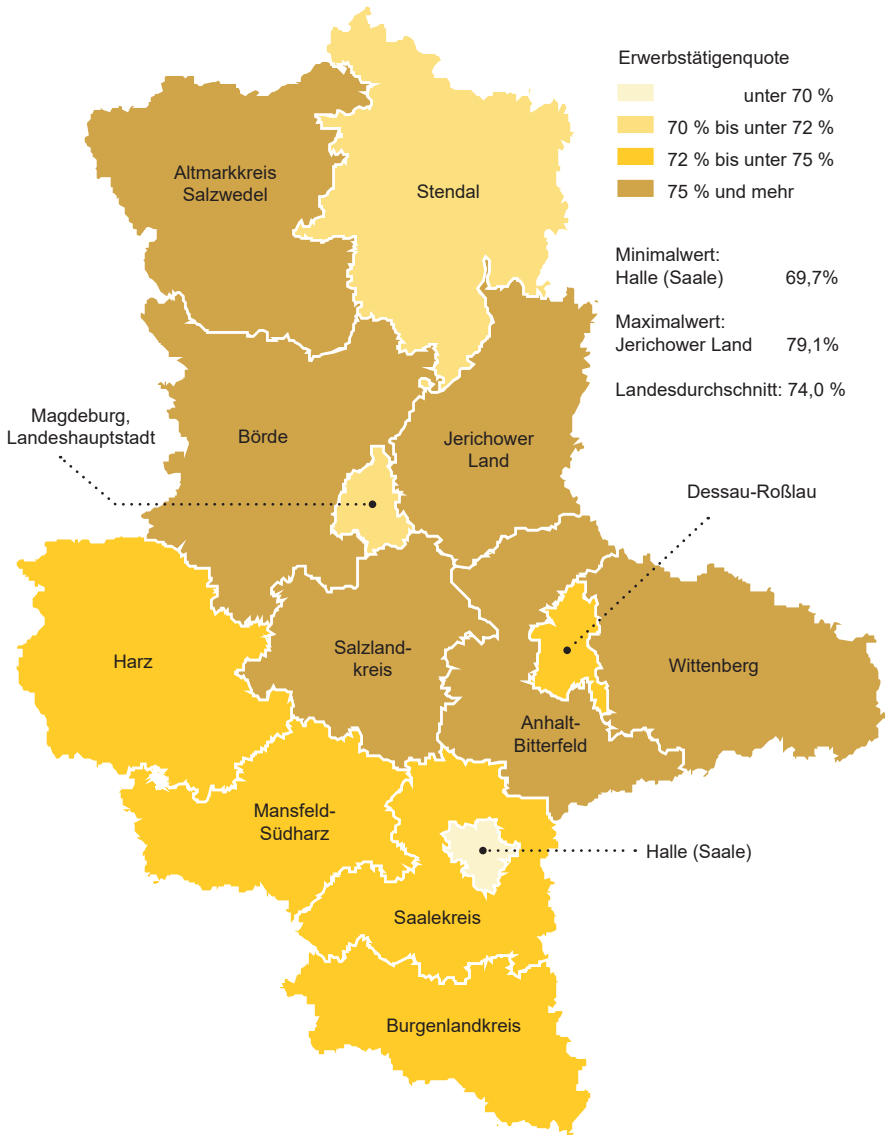 Erwerbstätigenquote
unter 70 %
70 % bis unter 72 %
72 % bis unter 75 %
75 % und mehr
Minimalwert:
Halle (Saale) 69,7%
Maximalwert:
Jerichower Land 79,1%
Landesdurchschnitt: 74,0 %
Altmarkkreis
Salzwedel
Stendal
Magdeburg,
Landeshauptstadt
Börde
Jerichower
Land
Dessau-Roßlau
Harz
Salzland-
kreis
Wittenberg
Anhalt-
Bitterfeld
Mansfeld-
Südharz
Halle (Saale)
Saalekreis
Burgenlandkreis